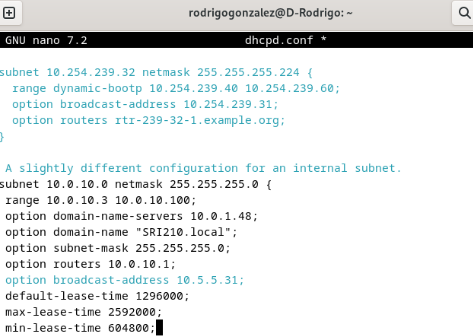 rodrigogonzalez@D-Rodrigo: ~
GNU nano 7.2 dhcpd.conf *
subnet 10.254.239.32 netmask 255.255.255.224 {
range dynamic-bootp 10.254.239.40 10.254.239.60;
option broadcast-address 10.254.239.31;
option routers rtr-239-32-1.example.org;
}
A slightly different configuration for an internal subnet.
subnet 10.0.10.0 netmask 255.255.255.0 {
range 10.0.10.3 10.0.10.100;
option domain-name-servers 10.0.1.48;
option domain-name "SRI210.local";
option subnet-mask 255.255.255.0;
option routers 10.0.10.1;
option broadcast-address 10.5.5.31;
default-lease-time 1296000;
max-lease-time 2592000;
min-lease-time 604800;